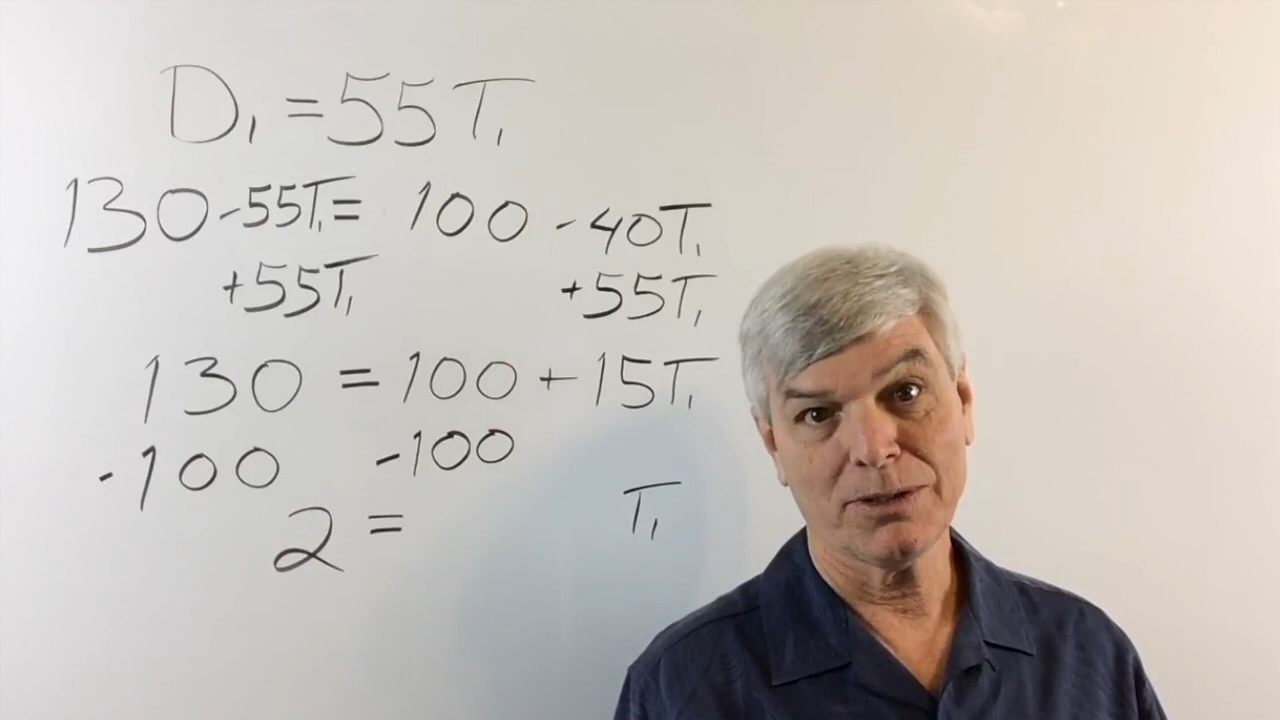 D₁ = 55T₁
130 - 55T₁ = 100 - 40T₁
+55T₁ +55T₁
130 = 100 + 15T₁
-100 -100
2 = T₁